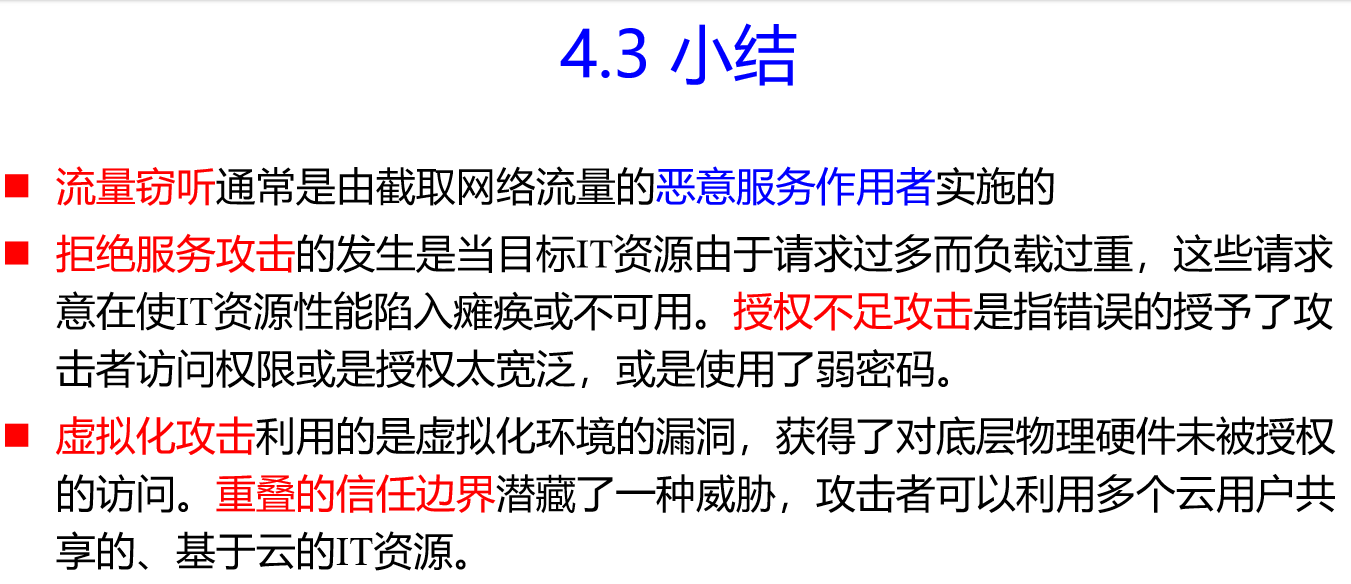 4.3 小结
■ 流量窃听通常是由截取网络流量的恶意服务作用者实施的
■ 拒绝服务攻击的发生是当目标IT资源由于请求过多而负载过重，这些请求
意在使IT资源性能陷入瘫痪或不可用。授权不足攻击是指错误的授予了攻
击者访问权限或是授权太宽泛，或是使用了弱密码。
■ 虚拟化攻击利用的是虚拟化环境的漏洞，获得了对底层物理硬件未被授权
的访问。重叠的信任边界潜藏了一种威胁，攻击者可以利用多个云用户共
享的、基于云的IT资源。